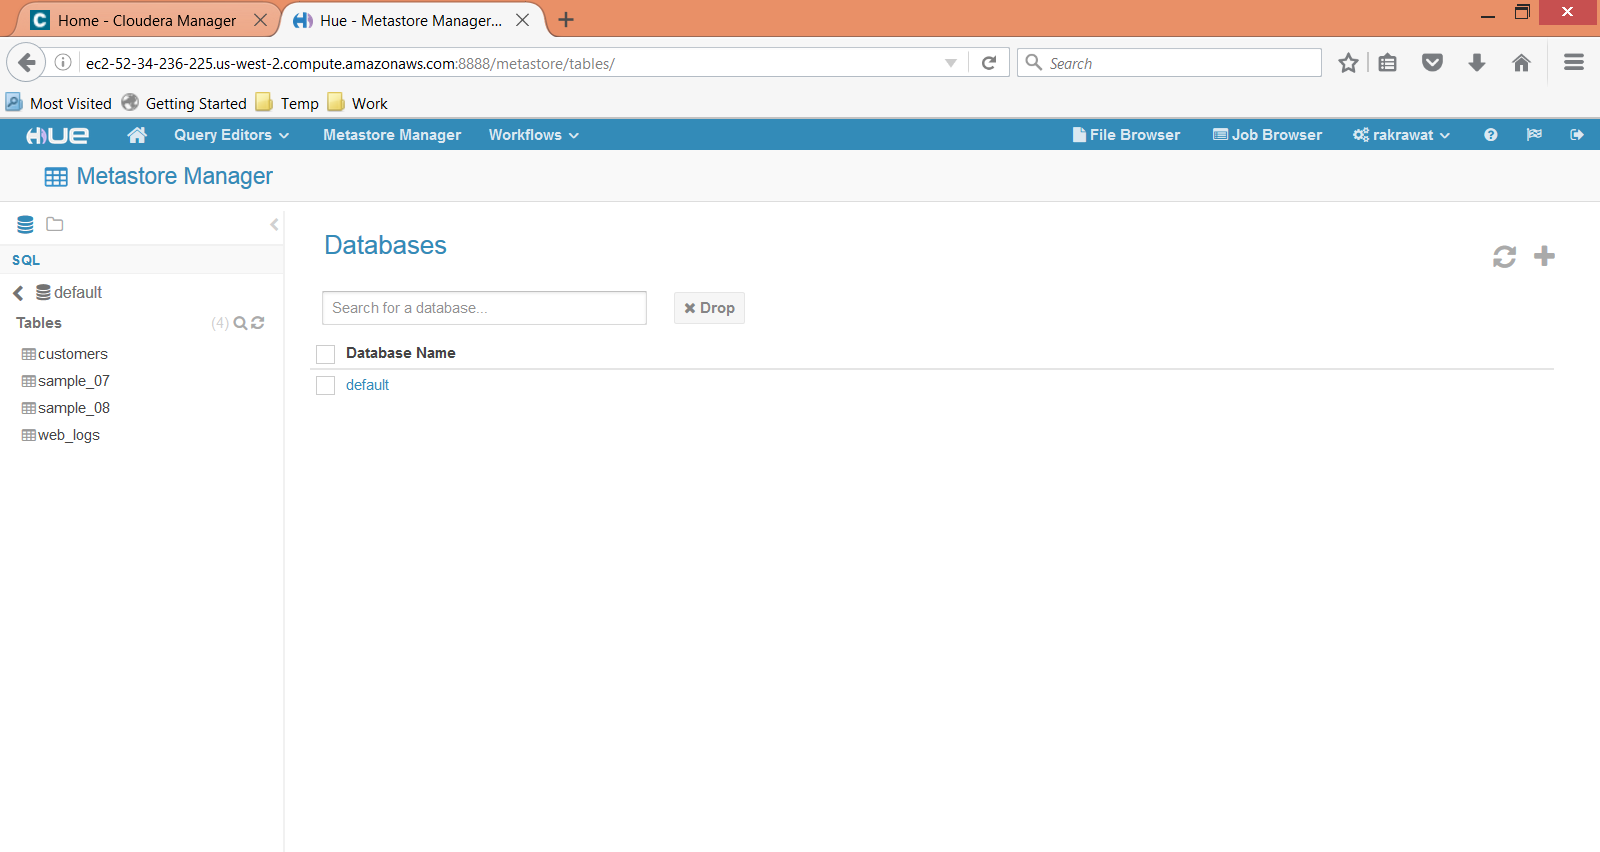 Home - Cloudera Manager
Hue - Metastore Manager...
ec2-52-34-236-225.us-west-2.compute.amazonaws.com:8888/metastore/tables/
Search
Most Visited
Getting Started
Temp
Work
HUE
Query Editors
Metastore Manager
Workflows
File Browser
Job Browser
rakrawat
Metastore Manager
SQL
default
Tables
(4)
customers
sample_07
sample_08
web_logs
Databases
Search for a database...
Drop
Database Name
default